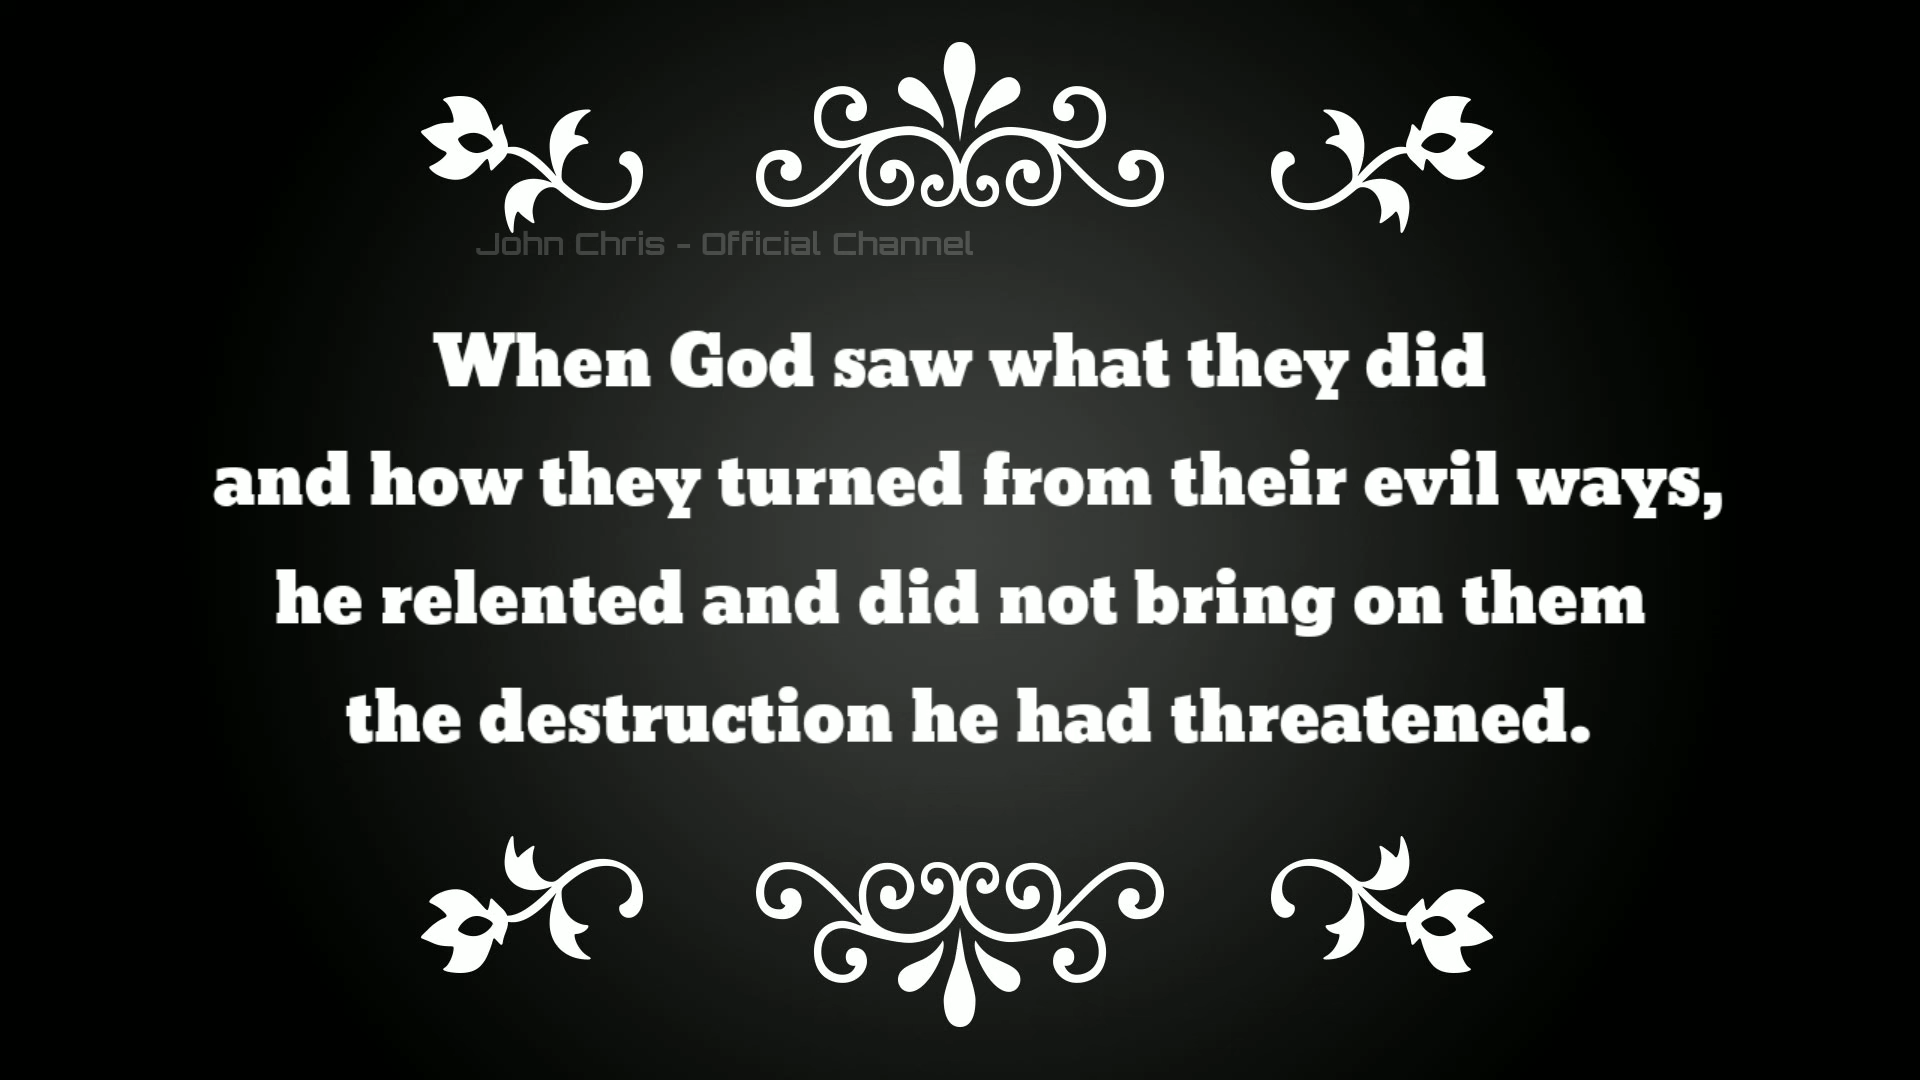 John Chris - Official Channel
When God saw what they did
and how they turned from their evil ways,
he relented and did not bring on them
the destruction he had threatened.